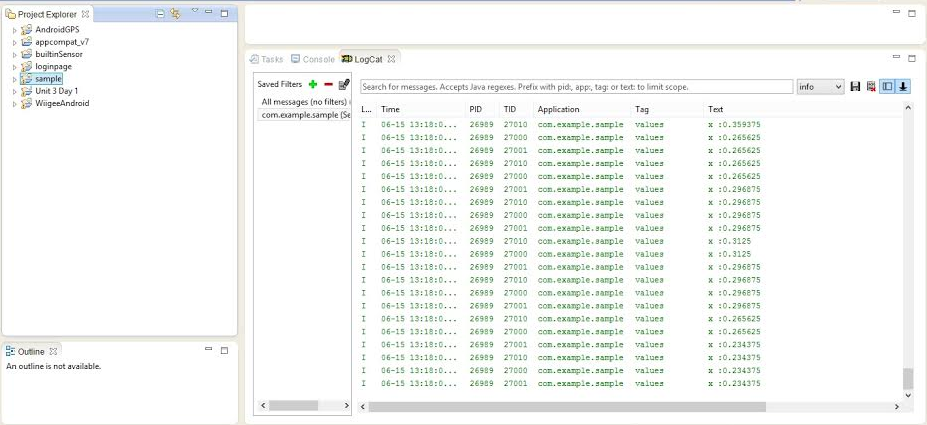 Project Explorer
AndroidGPS
appcompat_v7
builtinSensor
loginpage
sample
Unit 3 Day 1
WiigeeAndroid
Outline
An outline is not available.
Tasks Console LogCat
Saved Filters
All messages (no filters) (
com.example.sample (Se
Search for messages. Accepts Java regexes. Prefix with pid:, app:, tag: or text: to limit scope.
info
L... Time PID TID Application Tag Text
I 06-15 13:18:0... 26989 27010 com.example.sample values x :0.359375
I 06-15 13:18:0... 26989 27000 com.example.sample values x :0.265625
I 06-15 13:18:0... 26989 27001 com.example.sample values x :0.265625
I 06-15 13:18:0... 26989 27010 com.example.sample values x :0.265625
I 06-15 13:18:0... 26989 27000 com.example.sample values x :0.265625
I 06-15 13:18:0... 26989 27001 com.example.sample values x :0.296875
I 06-15 13:18:0... 26989 27010 com.example.sample values x :0.296875
I 06-15 13:18:0... 26989 27000 com.example.sample values x :0.296875
I 06-15 13:18:0... 26989 27001 com.example.sample values x :0.296875
I 06-15 13:18:0... 26989 27010 com.example.sample values x :0.3125
I 06-15 13:18:0... 26989 27000 com.example.sample values x :0.3125
I 06-15 13:18:0... 26989 27001 com.example.sample values x :0.296875
I 06-15 13:18:0... 26989 27010 com.example.sample values x :0.296875
I 06-15 13:18:0... 26989 27000 com.example.sample values x :0.296875
I 06-15 13:18:0... 26989 27001 com.example.sample values x :0.265625
I 06-15 13:18:0... 26989 27010 com.example.sample values x :0.265625
I 06-15 13:18:0... 26989 27000 com.example.sample values x :0.265625
I 06-15 13:18:0... 26989 27001 com.example.sample values x :0.234375
I 06-15 13:18:0... 26989 27010 com.example.sample values x :0.234375
I 06-15 13:18:0... 26989 27000 com.example.sample values x :0.234375
I 06-15 13:18:0... 26989 27001 com.example.sample values x :0.234375